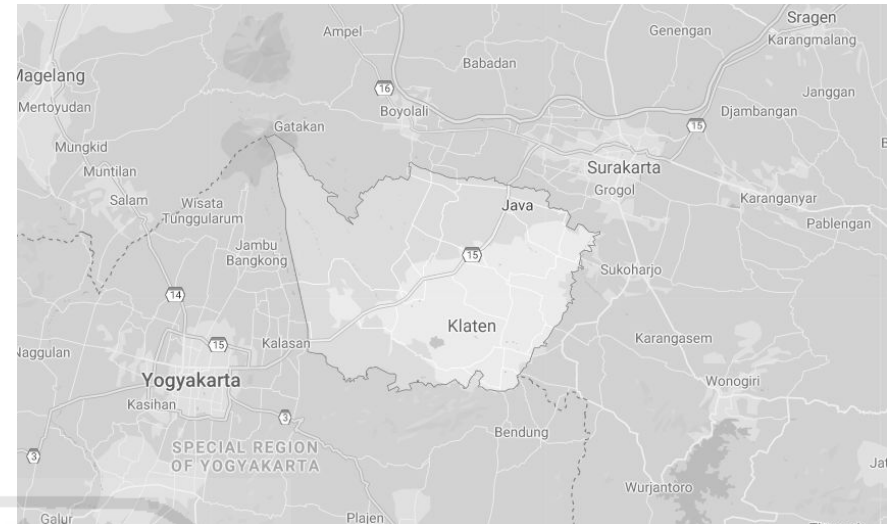 Sragen
Ampel
Genengan
Karangmalang
Babadan
Magelang
16
Janggan
Mertoyudan
Boyolali
Djambangan
Gatakan
15
Mungkid
Surakarta
Muntilan
Grogol
Salam
Wisata
Tunggularum
Java
Karanganyar
Pablengan
Jambu
Bangkong
15
Sukoharjo
14
Klaten
Kalasan
15
Karangasem
Naggulan
Yogyakarta
Wonogiri
Kasihan
3
Bendung
SPECIAL REGION
OF YOGYAKARTA
3
Jat
Wurjantoro
Galur
Plajen